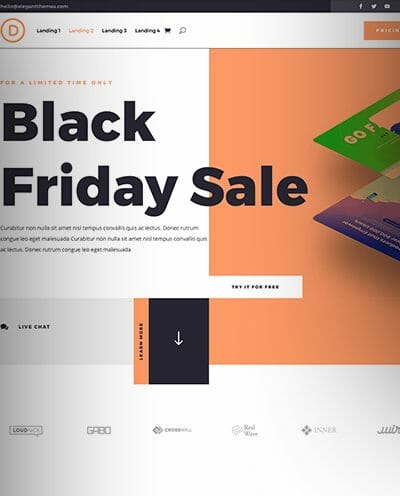 hello@elegantthemes.com
D
Landing 1
Landing 2
Landing 3
Landing 4
PRICIN
FOR A LIMITED TIME ONLY
Black
Friday Sale
Curabitur non nulla sit amet nisl tempus convallis quis ac lectus. Donec rutrum
congue leo eget malesuada Curabitur non nulla sit amet nisl tempus convallis
quis ac lectus. Donec rutrum congue leo eget malesuada
GO F
TRY IT FOR FREE
LIVE CHAT
LEARN MORE
LOUDNICK
GABO
CROSSHILL
Real
Wave
INNER